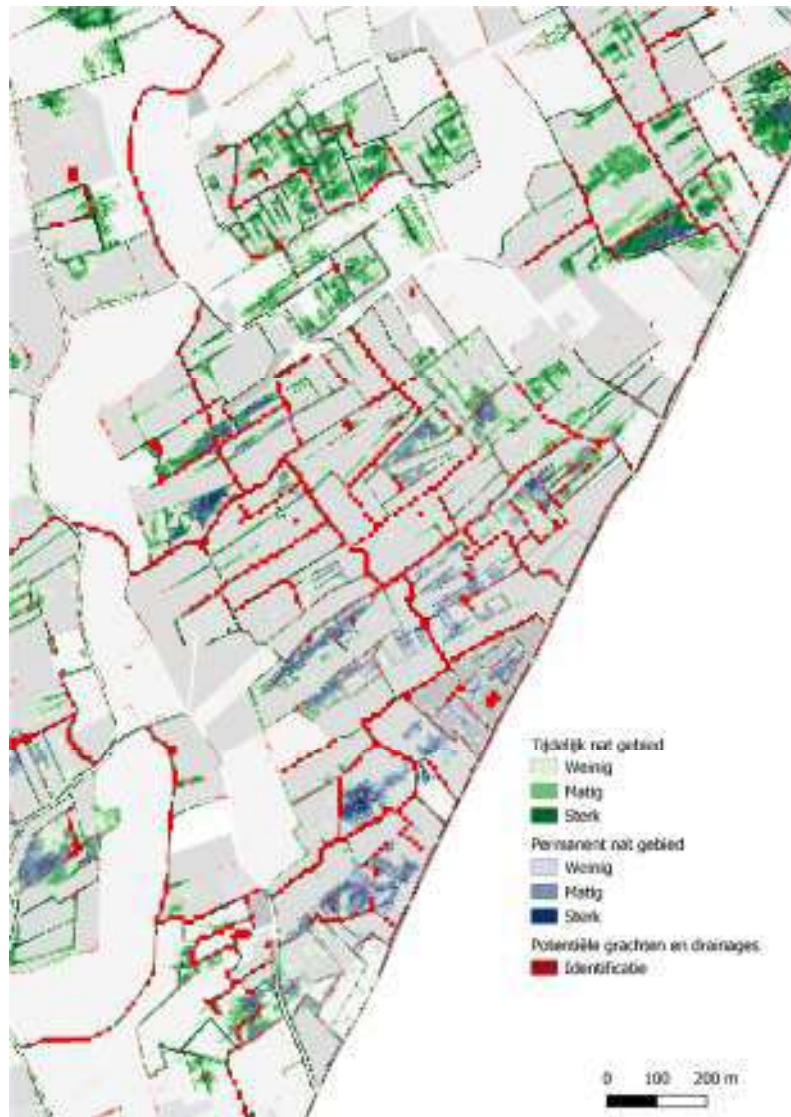 Tijdelijk nat gebied
Weinig
Matig
Sterk
Permanent nat gebied
Weinig
Matig
Sterk
Potentiële grachsen en drainages
Identificatie
0 100 200 m